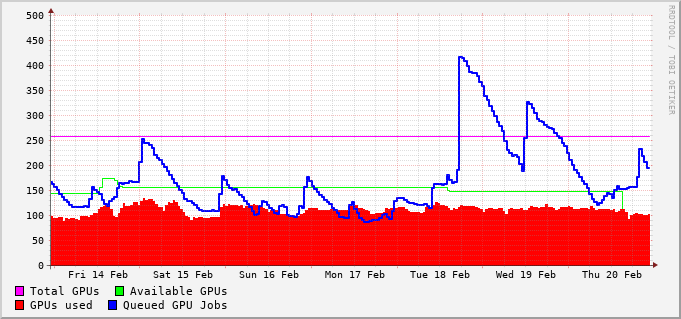 500
450
400
350
300
250
200
150
100
50
0
Fri 14 Feb Sat 15 Feb Sun 16 Feb Mon 17 Feb Tue 18 Feb Wed 19 Feb Thu 20 Feb
Total GPUs Available GPUs
GPUs used Queued GPU Jobs
RRDTOOL / TOBI OETIKER